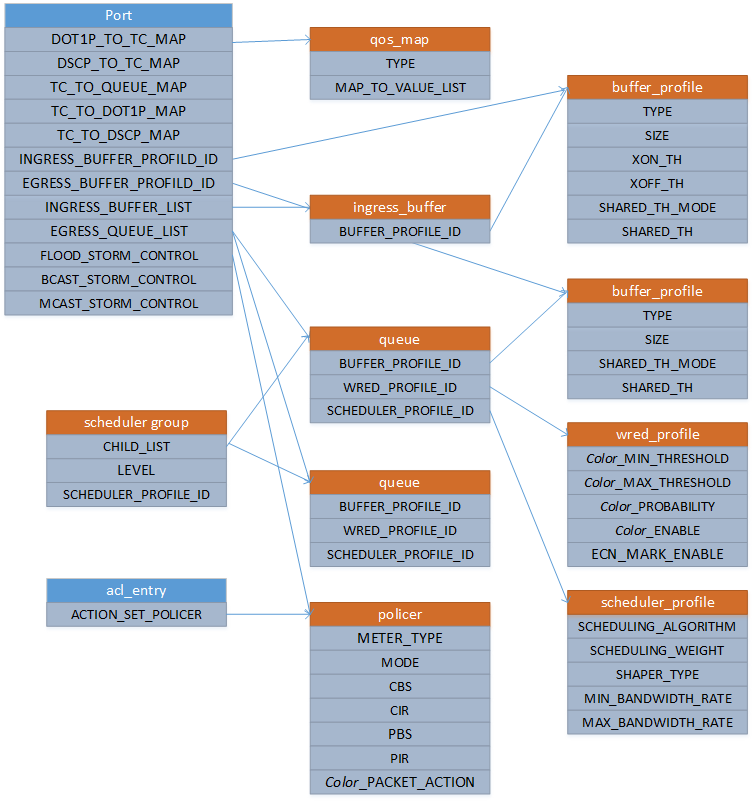 Port
DOT1P_TO_TC_MAP
DSCP_TO_TC_MAP
TC_TO_QUEUE_MAP
TC_TO_DOT1P_MAP
TC_TO_DSCP_MAP
INGRESS_BUFFER_PROFILD_ID
EGRESS_BUFFER_PROFILD_ID
INGRESS_BUFFER_LIST
EGRESS_QUEUE_LIST
FLOOD_STORM_CONTROL
BCAST_STORM_CONTROL
MCAST_STORM_CONTROL
scheduler group
CHILD_LIST
LEVEL
SCHEDULER_PROFILE_ID
acl_entry
ACTION_SET_POLICER
qos_map
TYPE
MAP_TO_VALUE_LIST
ingress_buffer
BUFFER_PROFILE_ID
queue
BUFFER_PROFILE_ID
WRED_PROFILE_ID
SCHEDULER_PROFILE_ID
queue
BUFFER_PROFILE_ID
WRED_PROFILE_ID
SCHEDULER_PROFILE_ID
policer
METER_TYPE
MODE
CBS
CIR
PBS
PIR
Color_PACKET_ACTION
buffer_profile
TYPE
SIZE
XON_TH
XOFF_TH
SHARED_TH_MODE
SHARED_TH
buffer_profile
TYPE
SIZE
SHARED_TH_MODE
SHARED_TH
wred_profile
Color_MIN_THRESHOLD
Color_MAX_THRESHOLD
Color_PROBABILITY
Color_ENABLE
ECN_MARK_ENABLE
scheduler_profile
SCHEDULING_ALGORITHM
SCHEDULING_WEIGHT
SHAPER_TYPE
MIN_BANDWIDTH_RATE
MAX_BANDWIDTH_RATE